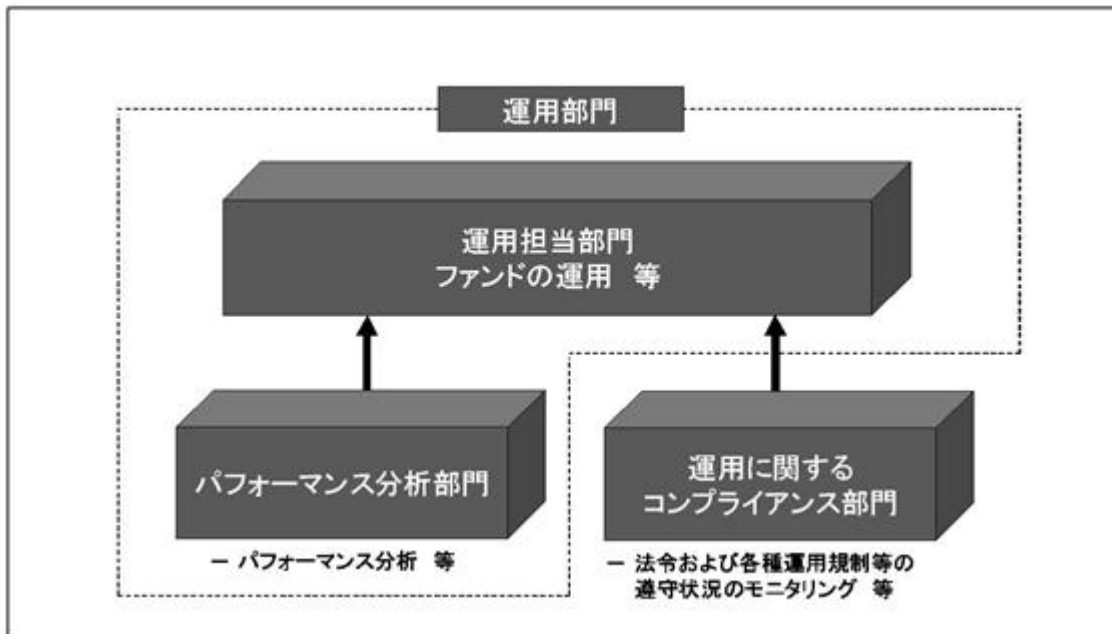 運用部門
運用担当部門
ファンドの運用 等
パフォーマンス分析部門
－ パフォーマンス分析 等
運用に関する
コンプライアンス部門
－ 法令および各種運用規制等の
遵守状況のモニタリング 等